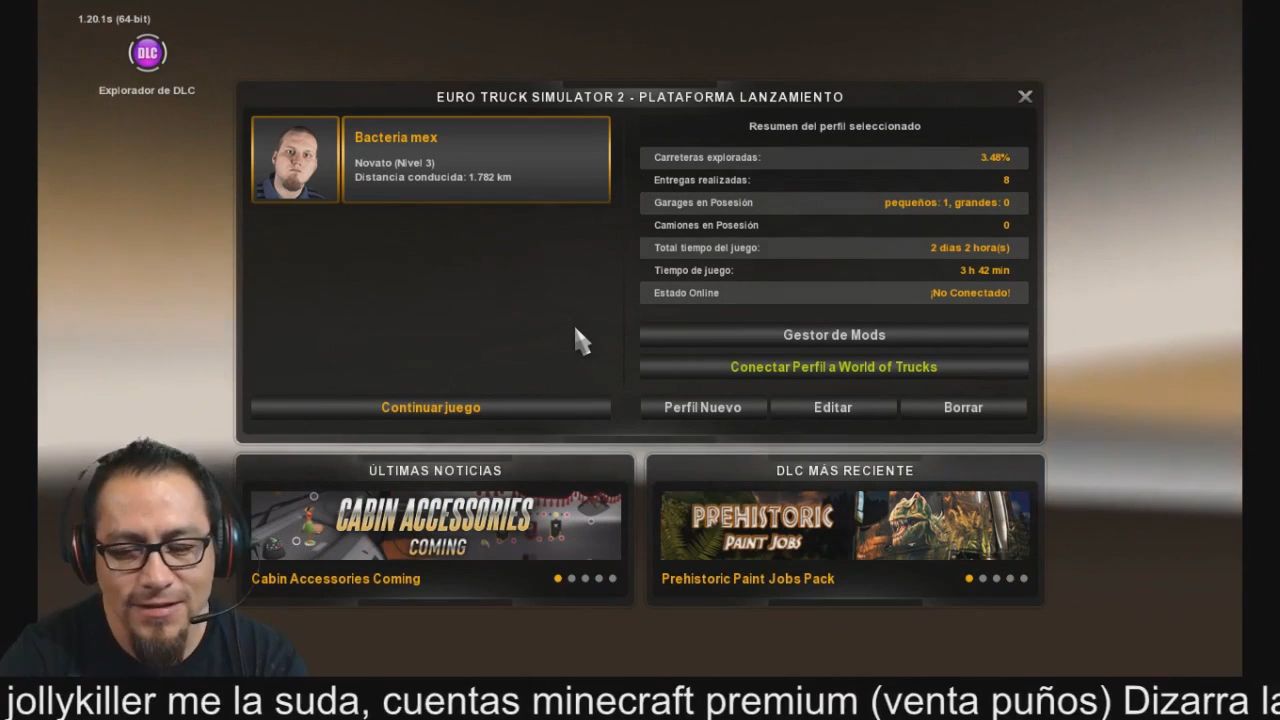 1.20.1s (64-bit)
DLC
Explorador de DLC
EURO TRUCK SIMULATOR 2 - PLATAFORMA LANZAMIENTO
Bacteria mex
Novato (Nivel 3)
Distancia conducida: 1.782 km
Resumen del perfil seleccionado
Carreteras exploradas: 3.48%
Entregas realizadas: 8
Garages en Posesión pequeños: 1, grandes: 0
Camiones en Posesión 0
Total tiempo del juego: 2 dias 2 hora(s)
Tiempo de juego: 3 h 42 min
Estado Online ¡No Conectado!
Gestor de Mods
Conectar Perfil a World of Trucks
Continuar juego
Perfil Nuevo Editar Borrar
ÚLTIMAS NOTICIAS
CABIN ACCESSORIES
COMING
Cabin Accessories Coming
DLC MÁS RECIENTE
PREHISTORIC
PAINT JOBS
Prehistoric Paint Jobs Pack
jollykiller me la suda, cuentas minecraft premium (venta puños) Dizarra la